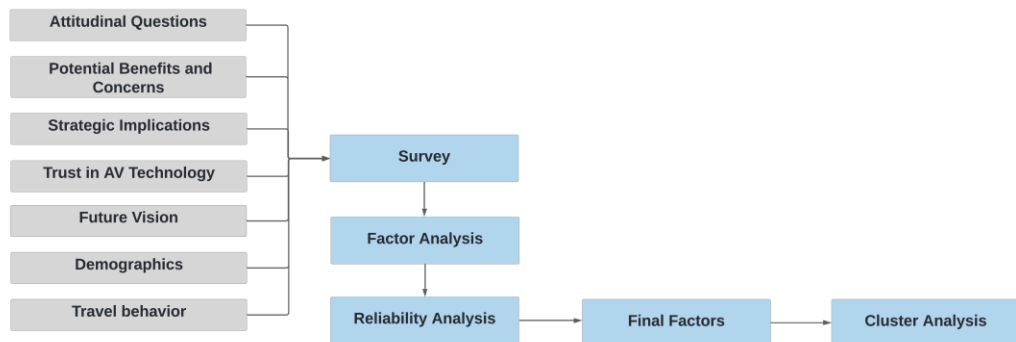 Attitudinal Questions
Potential Benefits and
Concerns
Strategic Implications
Trust in AV Technology
Future Vision
Demographics
Travel behavior
Survey
Factor Analysis
Reliability Analysis
Final Factors
Cluster Analysis